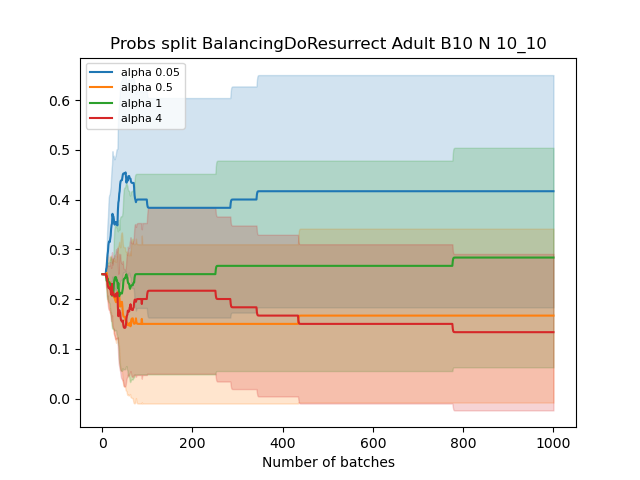 Probs split BalancingDoResurrect Adult B10 N 10_10
alpha 0.05
alpha 0.5
alpha 1
alpha 4
0.6
0.5
0.4
0.3
0.2
0.1
0.0
0 200 400 600 800 1000
Number of batches